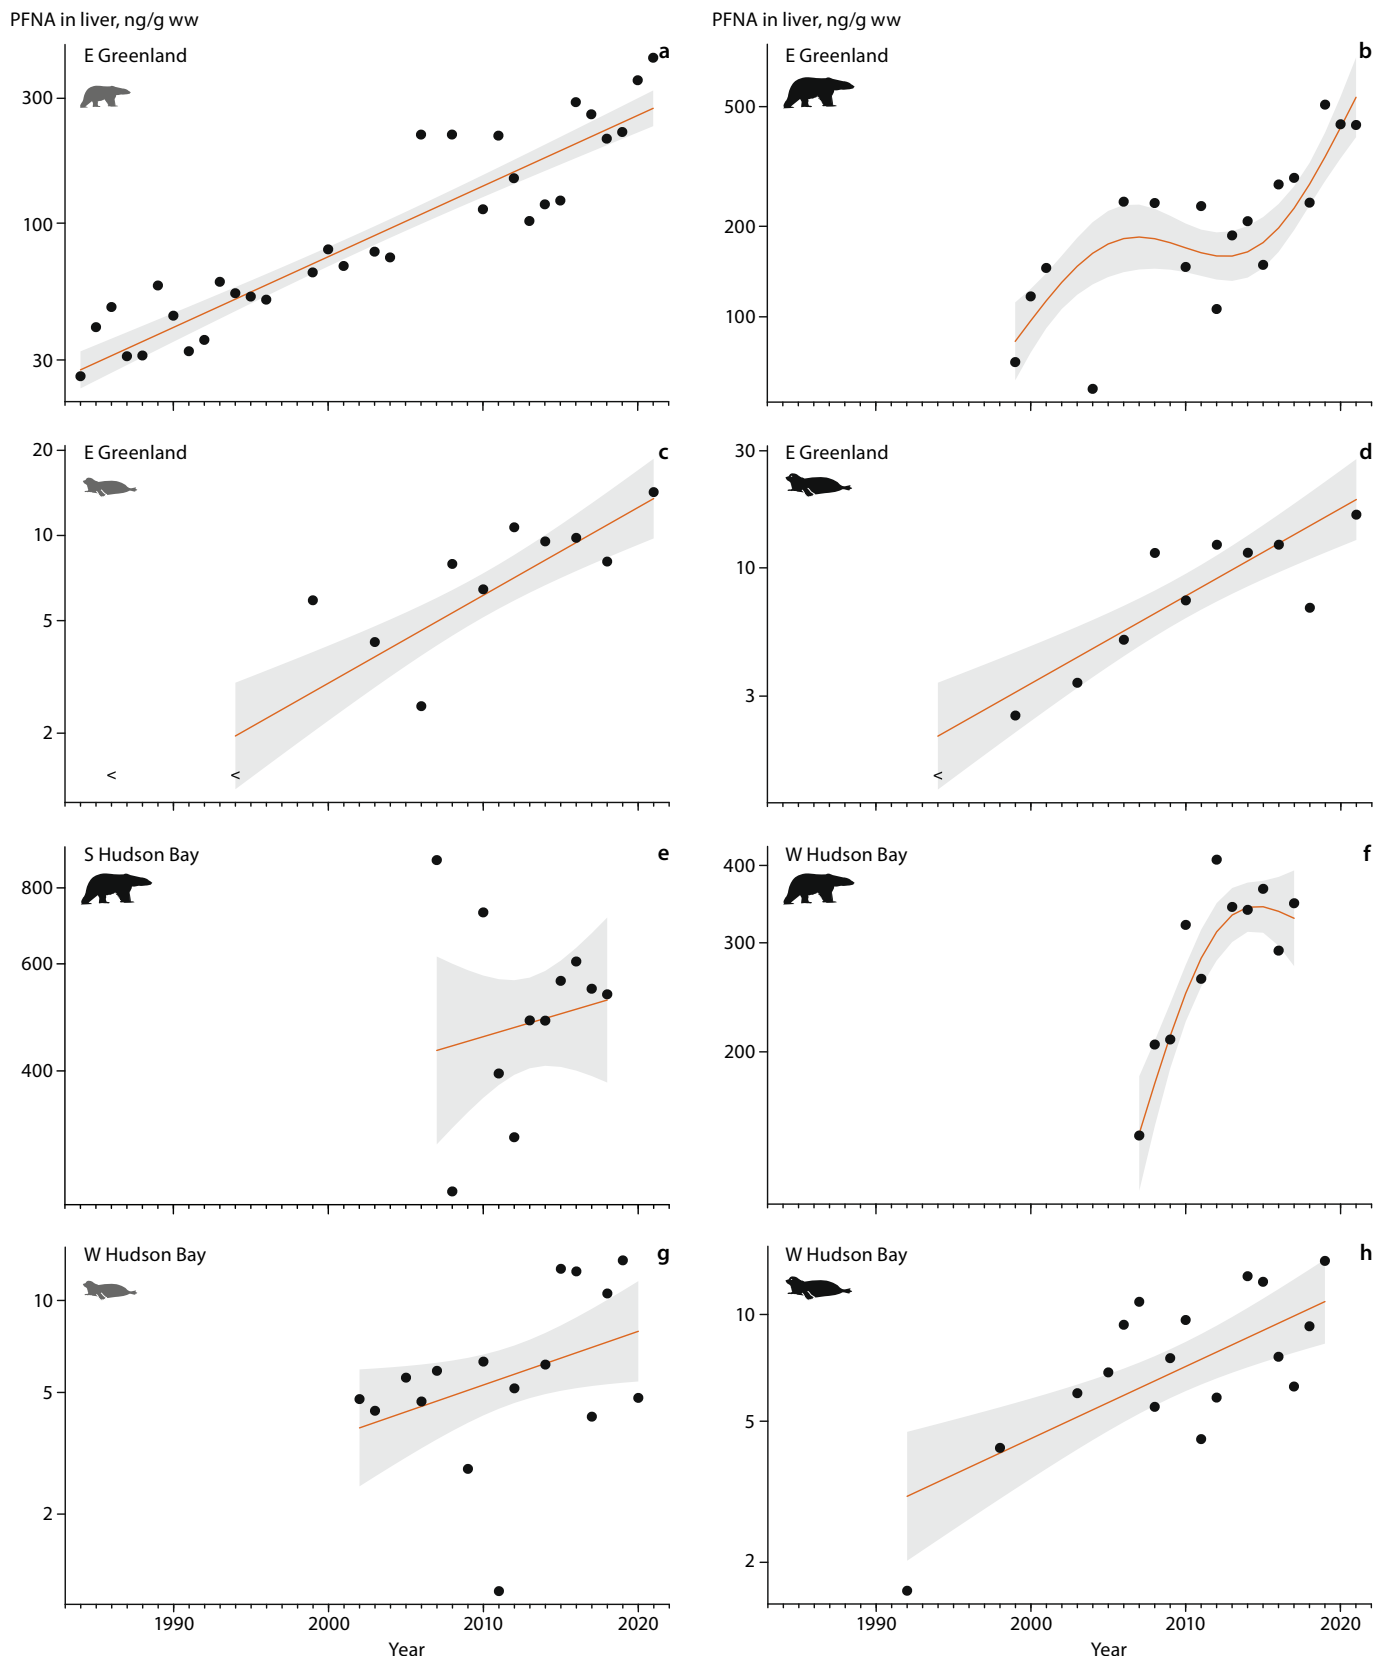 PFNA in liver, ng/g ww
PFNA in liver, ng/g ww
E Greenland
a
300
100
30
E Greenland
b
500
200
100
E Greenland
c
20
10
5
2
<
<
E Greenland
d
30
10
3
<
S Hudson Bay
e
800
600
400
W Hudson Bay
f
400
300
200
W Hudson Bay
g
10
5
2
1990
2000
2010
2020
Year
W Hudson Bay
h
10
5
2
1990
2000
2010
2020
Year